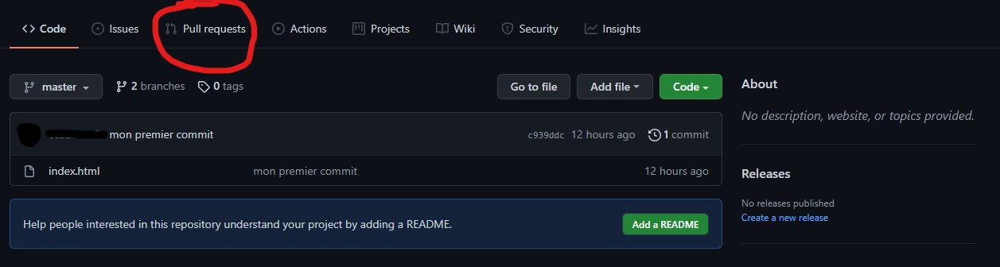 Code Issues Pull requests Actions Projects Wiki Security Insights
master 2 branches 0 tags Go to file Add file Code
mon premier commit c939ddc 12 hours ago 1 commit
index.html mon premier commit 12 hours ago
Help people interested in this repository understand your project by adding a README. Add a README
About
No description, website, or topics provided.
Releases
No releases published
Create a new release